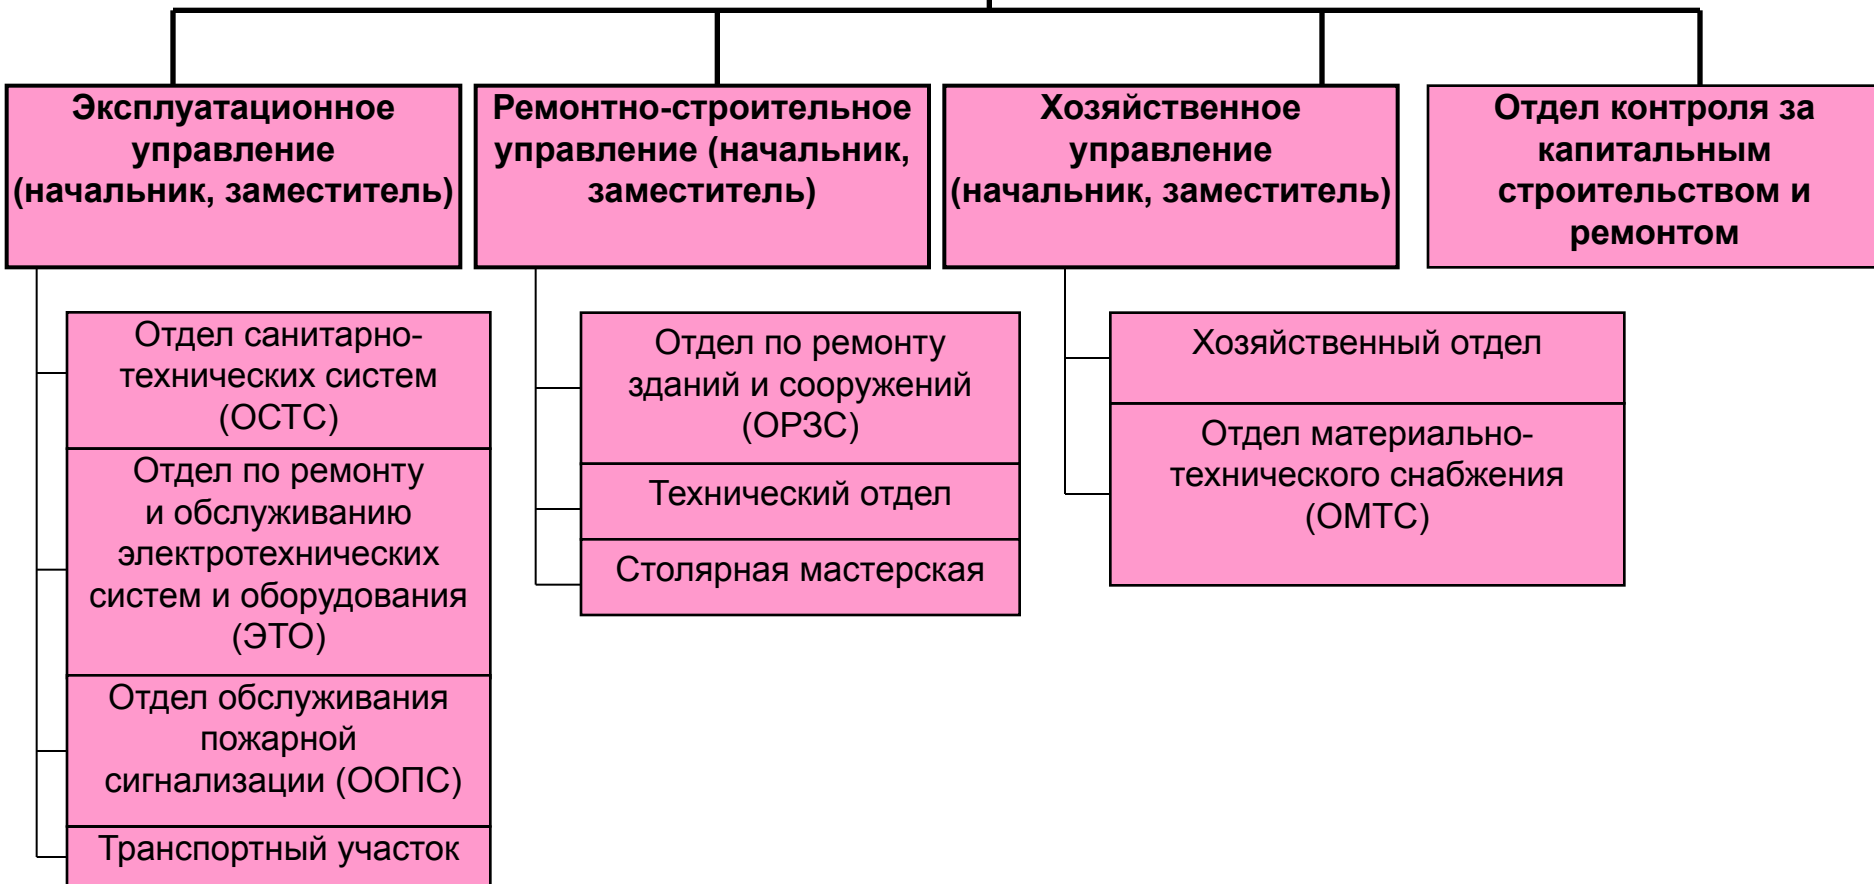 Эксплуатационное
управление
(начальник, заместитель)
Ремонтно-строительное
управление (начальник,
заместитель)
Хозяйственное
управление
(начальник, заместитель)
Отдел контроля за
капитальным
строительством и
ремонтом
Отдел санитарно-
технических систем
(ОСТС)
Отдел по ремонту
и обслуживанию
электротехнических
систем и оборудования
(ЭТО)
Отдел обслуживания
пожарной
сигнализации (ООПС)
Транспортный участок
Отдел по ремонту
зданий и сооружений
(ОРЗС)
Технический отдел
Столярная мастерская
Хозяйственный отдел
Отдел материально-
технического снабжения
(ОМТС)